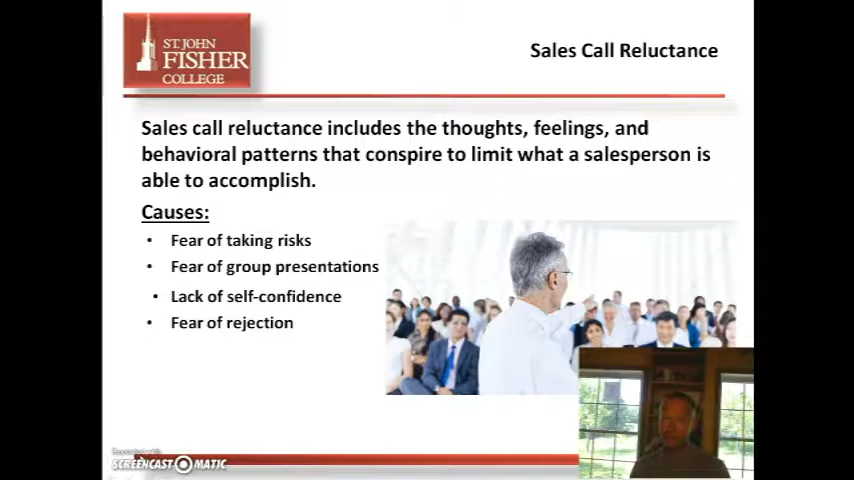 ST. JOHN
FISHER
COLLEGE
Sales Call Reluctance
Sales call reluctance includes the thoughts, feelings, and
behavioral patterns that conspire to limit what a salesperson is
able to accomplish.
Causes:
• Fear of taking risks
• Fear of group presentations
• Lack of self-confidence
• Fear of rejection
Recorded with
SCREENCAST-O-MATIC